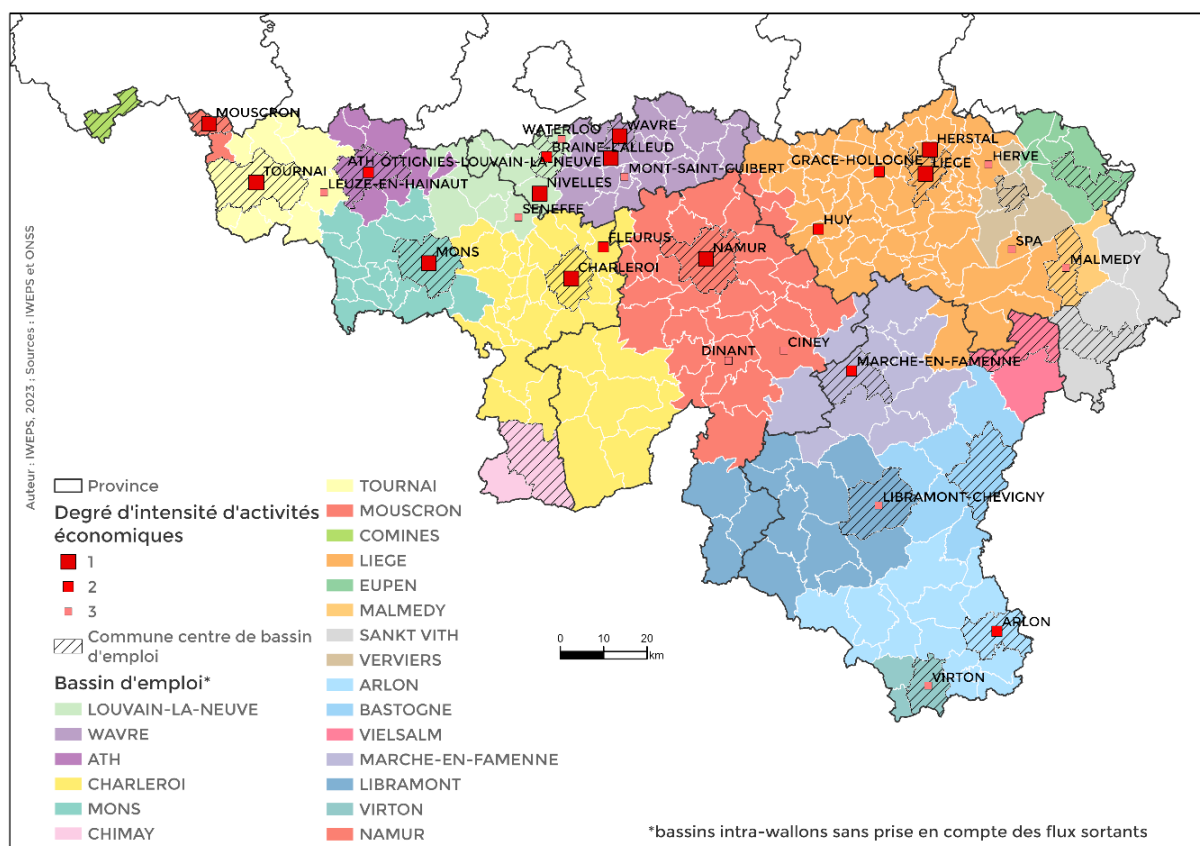 MOUSCRON
WATERLOO
WAVRE
BRAINE-L'ALLEUD
HERSTAL
TOURNAI
ATH
OTTIGNIES-LOUVAIN-LA-NEUVE
MONT-SAINT-GUIBERT
GRACE-HOLLOGNE
LIEGE
HERVE
LEUZE-EN-HAINAUT
NIVELLES
SENEFFE
HUY
MONS
FLEURUS
NAMUR
SPA
CHARLEROI
MALMEDY
DINANT
CINEY
MARCHE-EN-FAMENNE
LIBRAMONT-CHEVIGNY
ARLON
VIRTON
Auteur : IWEPS, 2023 ; Sources : IWEPS et ONSS
Province
Degré d'intensité d'activités
économiques
1
2
3
Commune centre de bassin
d'emploi
Bassin d'emploi*
LOUVAIN-LA-NEUVE
WAVRE
ATH
CHARLEROI
MONS
CHIMAY
TOURNAI
MOUSCRON
COMINES
LIEGE
EUPEN
MALMEDY
SANKT VITH
VERVIERS
ARLON
BASTOGNE
VIELSALM
MARCHE-EN-FAMENNE
LIBRAMONT
VIRTON
NAMUR
0 10 20
km
*bassins intra-wallons sans prise en compte des flux sortants